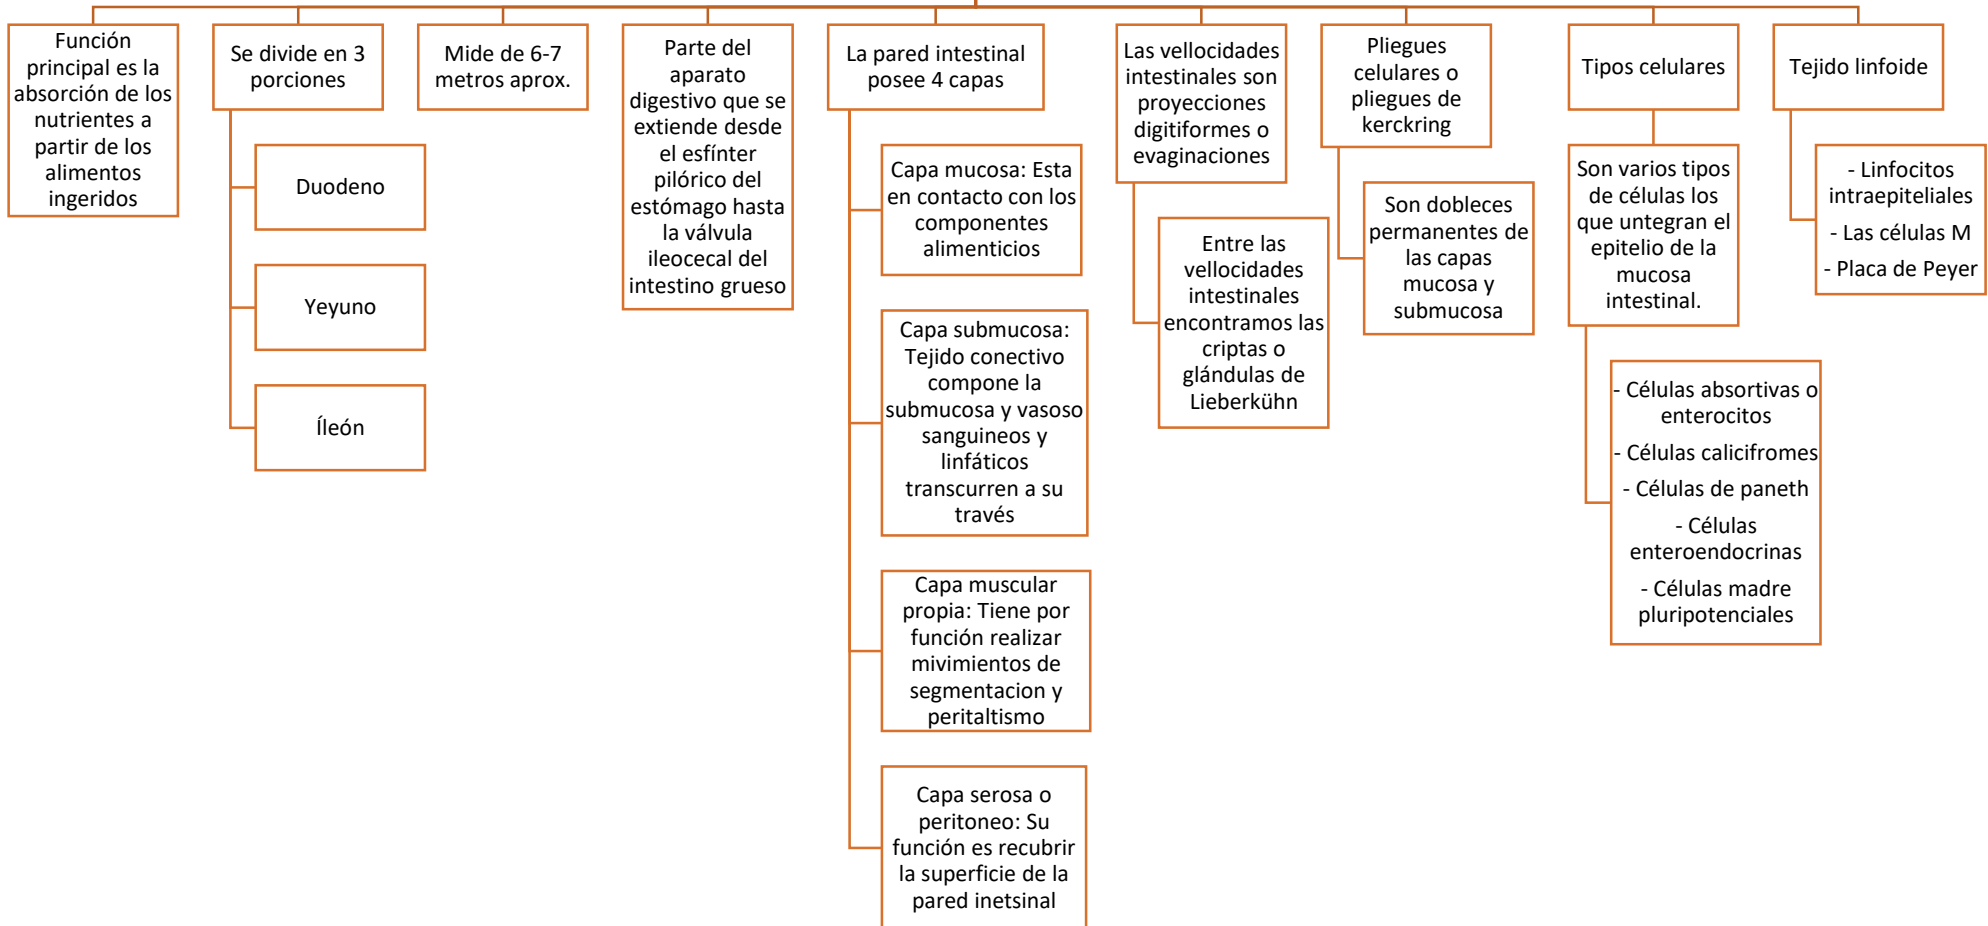 Función
principal es la
absorción de los
nutrientes a
partir de los
alimentos
ingeridos
Se divide en 3
porciones
Duodeno
Yeyuno
Íleón
Mide de 6-7
metros aprox.
Parte del
aparato
digestivo que se
extiende desde
el esfínter
pilórico del
estómago hasta
la válvula
ileocecal del
intestino grueso
La pared intestinal
posee 4 capas
Capa mucosa: Esta
en contacto con los
componentes
alimenticios
Capa submucosa:
Tejido conectivo
compone la
submucosa y vasoso
sanguineos y
linfáticos
transcurren a su
través
Capa muscular
propia: Tiene por
función realizar
mivimientos de
segmentacion y
peritaltismo
Capa serosa o
peritoneo: Su
función es recubrir
la superficie de la
pared inetsinal
Las vellocidades
intestinales son
proyecciones
digitiformes o
evaginaciones
Entre las
vellocidades
intestinales
encontramos las
criptas o
glándulas de
Lieberkühn
Pliegues
celulares o
pliegues de
kerckring
Son dobleces
permanentes de
las capas
mucosa y
submucosa
Tipos celulares
Son varios tipos
de células los
que untegran el
epitelio de la
mucosa
intestinal.
- Células absortivas o
enterocitos
- Células calicifromes
- Células de paneth
- Células
enteroendocrinas
- Células madre
pluripotenciales
Tejido linfoide
- Linfocitos
intraepiteliales
- Las células M
- Placa de Peyer